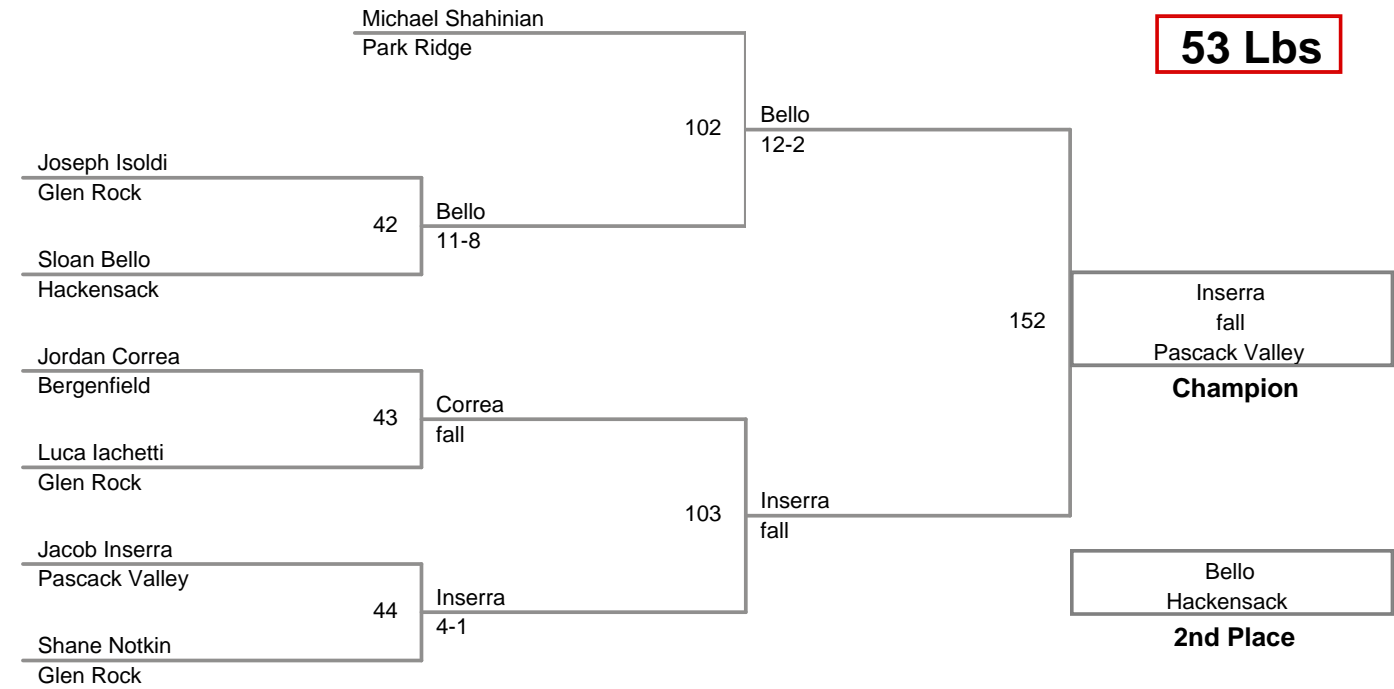 Michael Shahinian
Park Ridge
53 Lbs
102
Bello
12-2
Joseph Isoldi
Glen Rock
42
Bello
11-8
Sloan Bello
Hackensack
152
Inserra
fall
Pascack Valley
Champion
Jordan Correa
Bergenfield
43
Correa
fall
Luca Iachetti
Glen Rock
103
Inserra
fall
Jacob Inserra
Pascack Valley
44
Inserra
4-1
Shane Notkin
Glen Rock
Bello
Hackensack
2nd Place